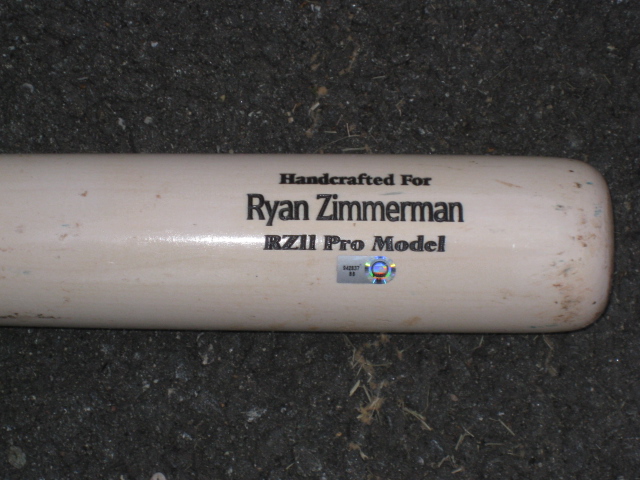 Handcrafted For
Ryan Zimmerman
RZ11 Pro Model